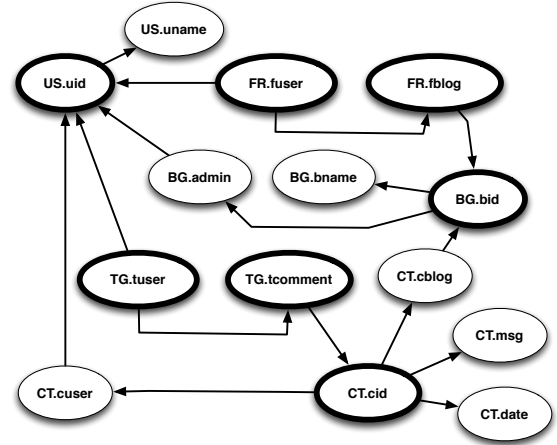 US.uname
US.uid
FR.fuser
FR.fblog
BG.admin
BG.bname
BG.bid
TG.tuser
TG.tcomment
CT.cblog
CT.msg
CT.cuser
CT.cid
CT.date